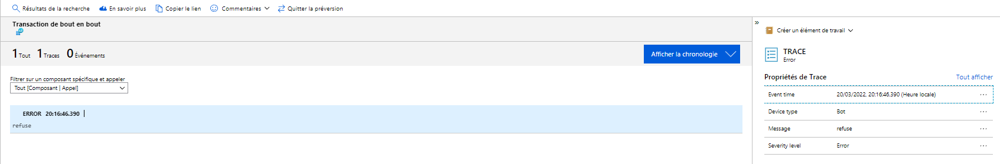 Résultats de la recherche En savoir plus Copier le lien Commentaires Quitter la préversion
Transaction de bout en bout
1 Tout 1 Traces 0 Événements
Afficher la chronologie
Filtrer sur un composant spécifique et appeler
Tout [Composant | Appel]
ERROR 20:16:46.390
refuse
»
Créer un élément de travail
TRACE
Error
Propriétés de Trace Tout afficher
Event time 20/03/2022, 20:16:46.390 (Heure locale) ...
Device type Bot ...
Message refuse ...
Severity level Error ...